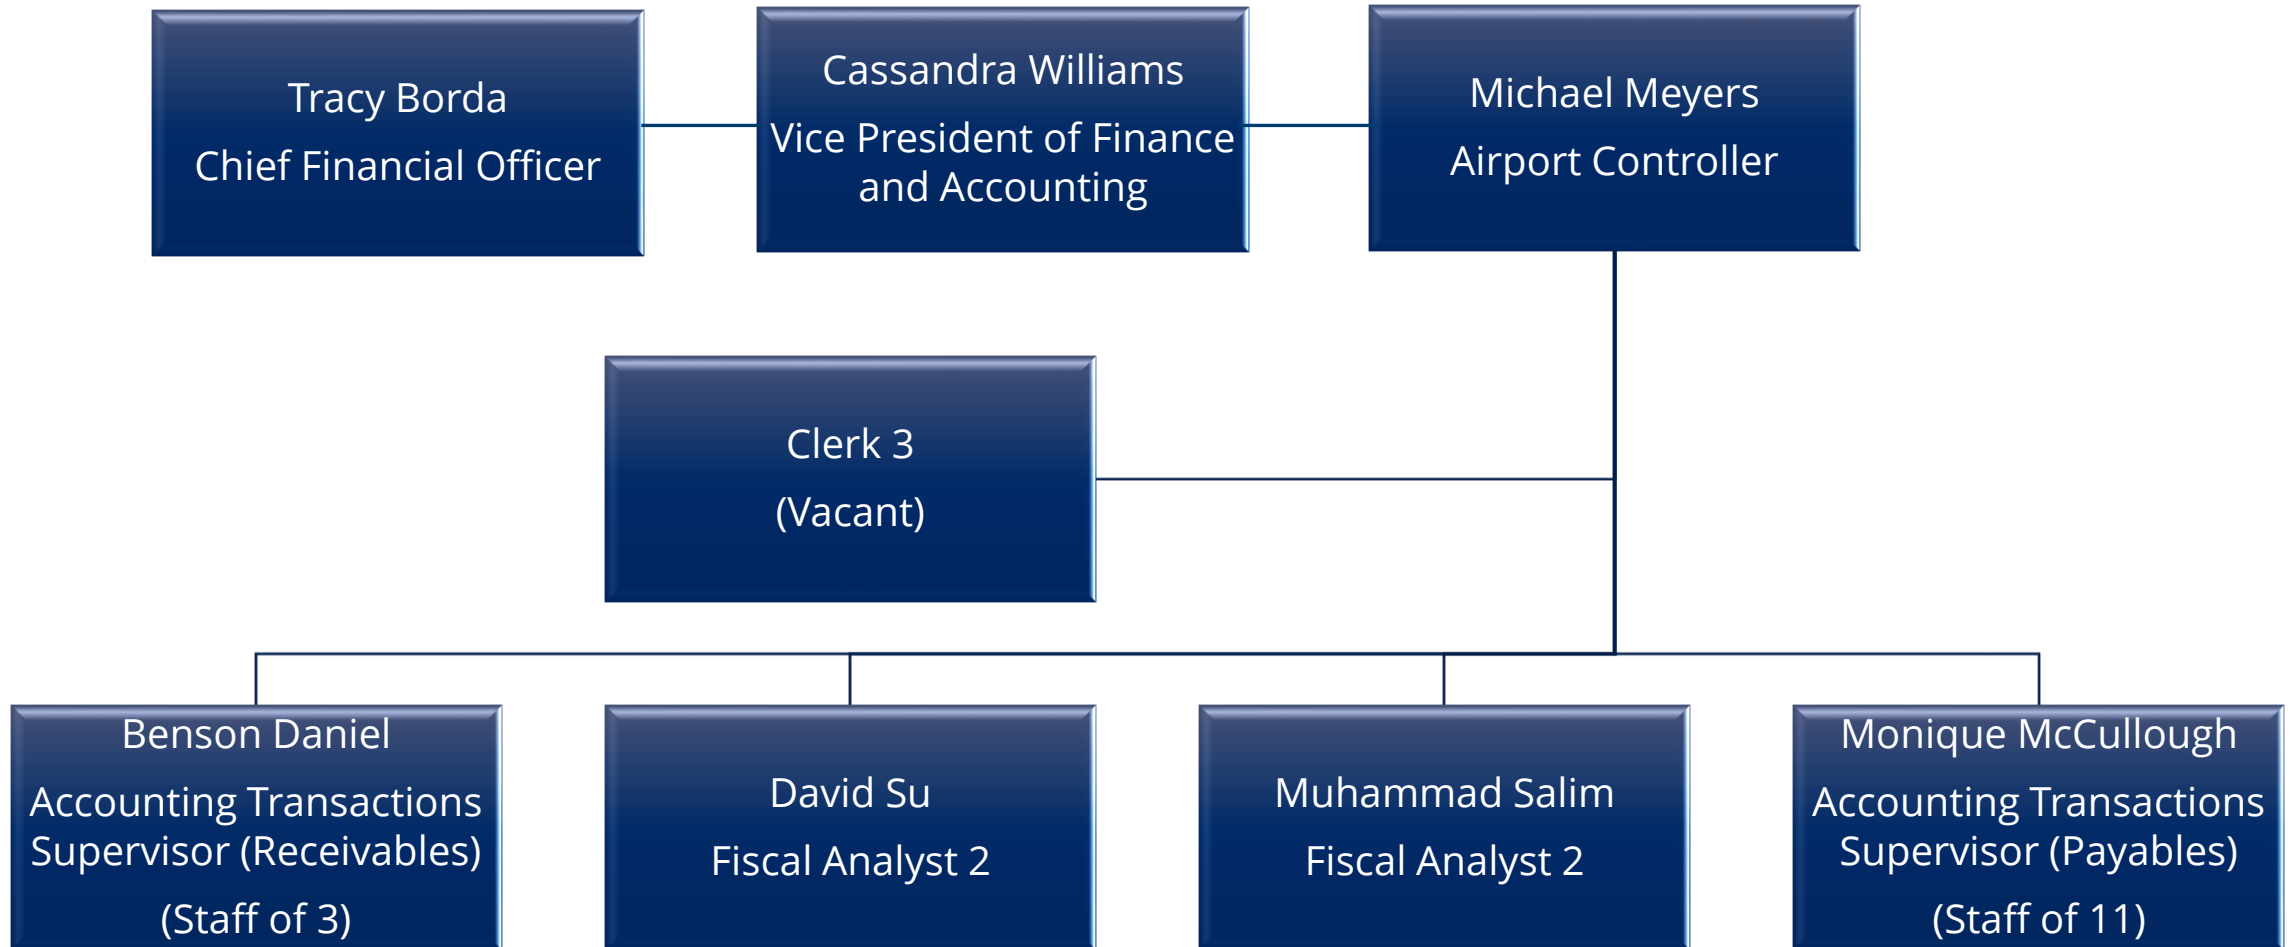 Tracy Borda
Chief Financial Officer
Cassandra Williams
Vice President of Finance
and Accounting
Michael Meyers
Airport Controller
Clerk 3
(Vacant)
Benson Daniel
Accounting Transactions
Supervisor (Receivables)
(Staff of 3)
David Su
Fiscal Analyst 2
Muhammad Salim
Fiscal Analyst 2
Monique McCullough
Accounting Transactions
Supervisor (Payables)
(Staff of 11)